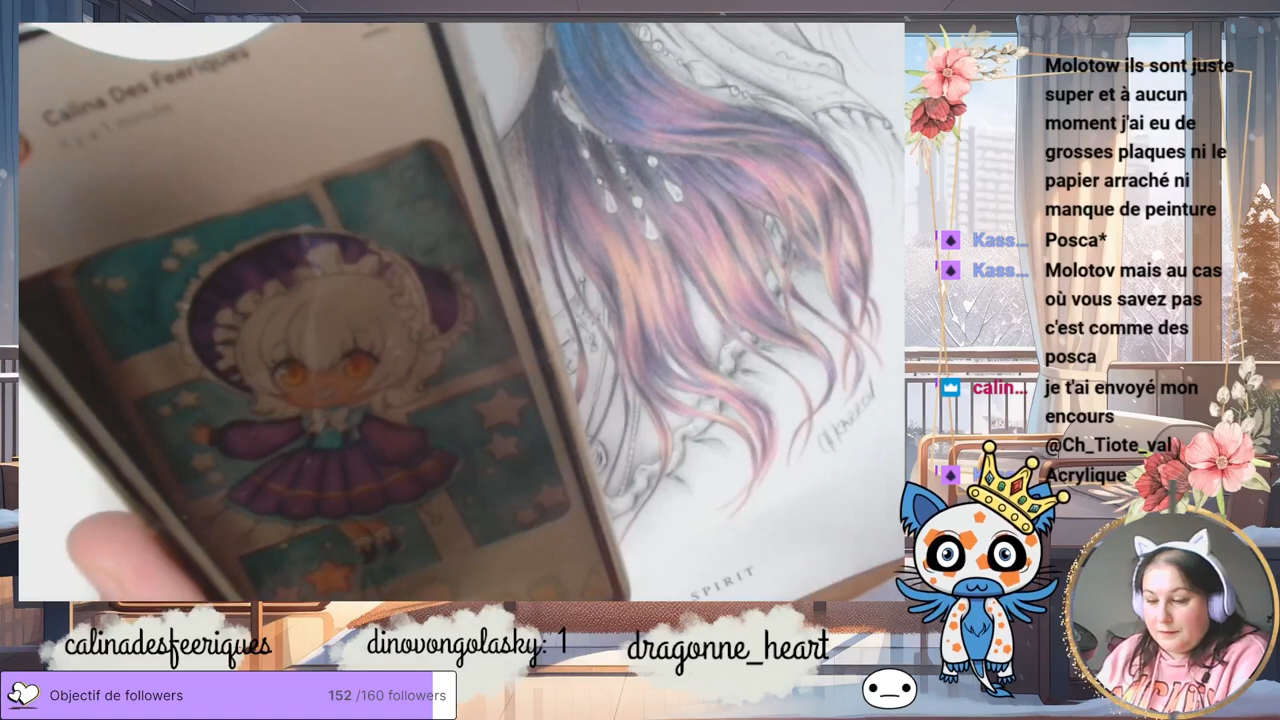 Calina Des Feeriques
il y a 1 minute
SPIRIT
Molotow ils sont juste
super et à aucun
moment j'ai eu de
grosses plaques ni le
papier arraché ni
manque de peinture
Kass... Posca*
Kass... Molotov mais au cas
où vous savez pas
c'est comme des
posca
calin... je t'ai envoyé mon
encours
@Ch_Tiote_val
Acrylique
calinadesfeeriques
dinovongolasky: 1
dragonne_heart
Objectif de followers
152 /160 followers